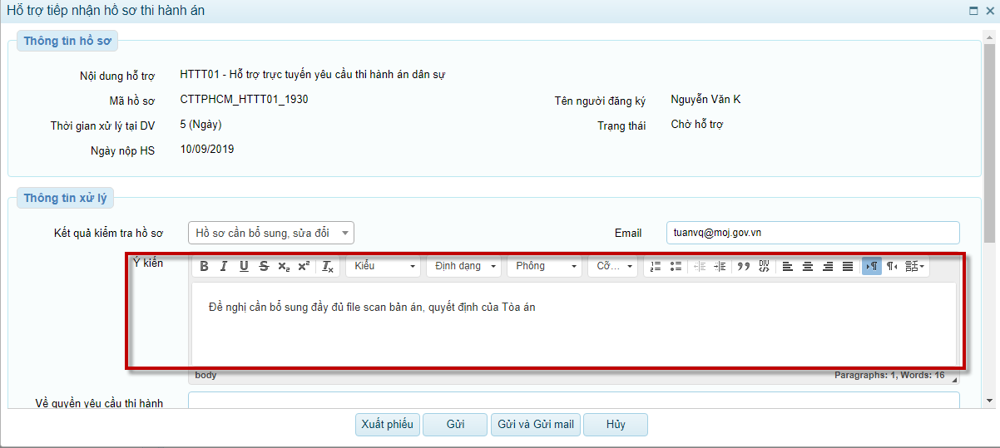 Hỗ trợ tiếp nhận hồ sơ thi hành án
Thông tin hồ sơ
Nội dung hỗ trợ HTTT01 - Hỗ trợ trực tuyến yêu cầu thi hành án dân sự
Mã hồ sơ CTTPHCM_HTTT01_1930 Tên người đăng ký Nguyễn Văn K
Thời gian xử lý tại DV 5 (Ngày) Trạng thái Chờ hỗ trợ
Ngày nộp HS 10/09/2019
Thông tin xử lý
Kết quả kiểm tra hồ sơ Hồ sơ cần bổ sung, sửa đổi Email tuanvq@moj.gov.vn
Ý kiến B I U S x₂ x² Tx Kiểu Định dạng Phông Cỡ... DIV 話
Đề nghị cần bổ sung đầy đủ file scan bản án, quyết định của Tòa án
body Paragraphs: 1, Words: 16
Về quyền yêu cầu thi hành
Xuất phiếu Gửi Gửi và Gửi mail Hủy